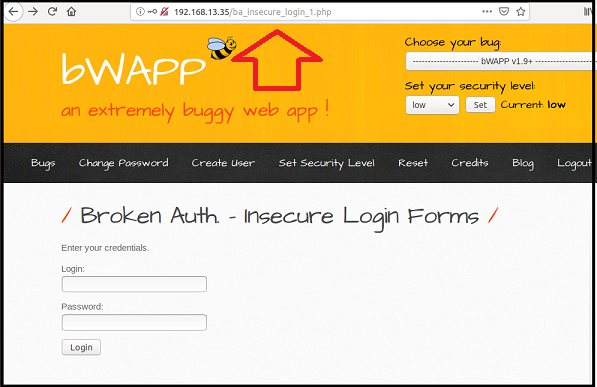 192.168.13.35/ba_insecure_login_1.php
bWAPP
an extremely buggy web app !
Choose your bug:
---------------------- bWAPP v1.9+ ----------------------
Set your security level:
low Set Current: low
Bugs Change Password Create User Set Security Level Reset Credits Blog Logout
/ Broken Auth. - Insecure Login Forms /
Enter your credentials.
Login:
Password:
Login